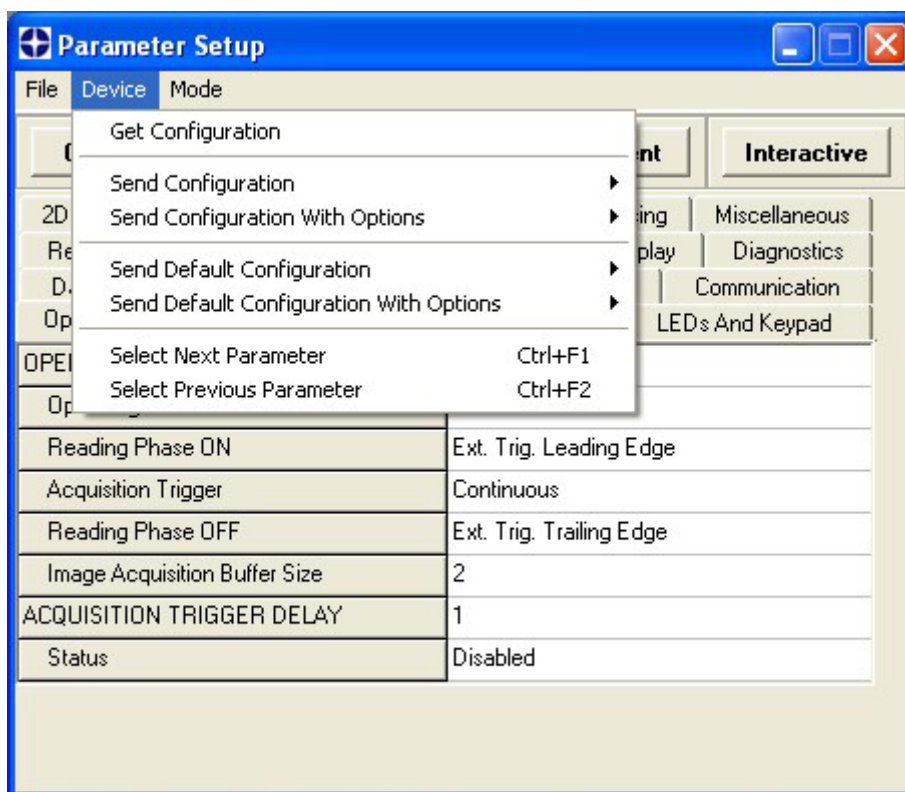 Parameter Setup
File Device Mode
Get Configuration
Interactive
Send Configuration
Send Configuration With Options
2D Miscellaneous
Diagnostics
Send Default Configuration
Communication
Send Default Configuration With Options
LEDs And Keypad
Select Next Parameter Ctrl+F1
Select Previous Parameter Ctrl+F2
Reading Phase ON Ext. Trig. Leading Edge
Acquisition Trigger Continuous
Reading Phase OFF Ext. Trig. Trailing Edge
Image Acquisition Buffer Size 2
ACQUISITION TRIGGER DELAY 1
Status Disabled